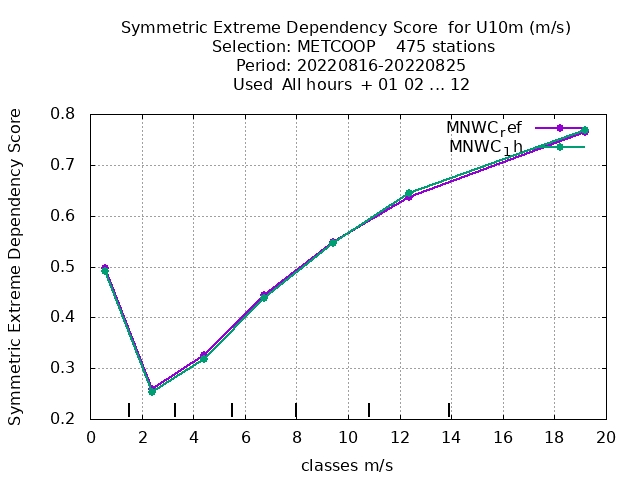 Symmetric Extreme Dependency Score  for U10m (m/s)
Selection: METCOOP    475 stations
Period: 20220816-20220825
Used  All hours  + 01 02 ... 12
Symmetric Extreme Dependency Score
0.8
0.7
0.6
0.5
0.4
0.3
0.2
MNWC_ref
MNWC_1h
0 2 4 6 8 10 12 14 16 18 20
classes m/s